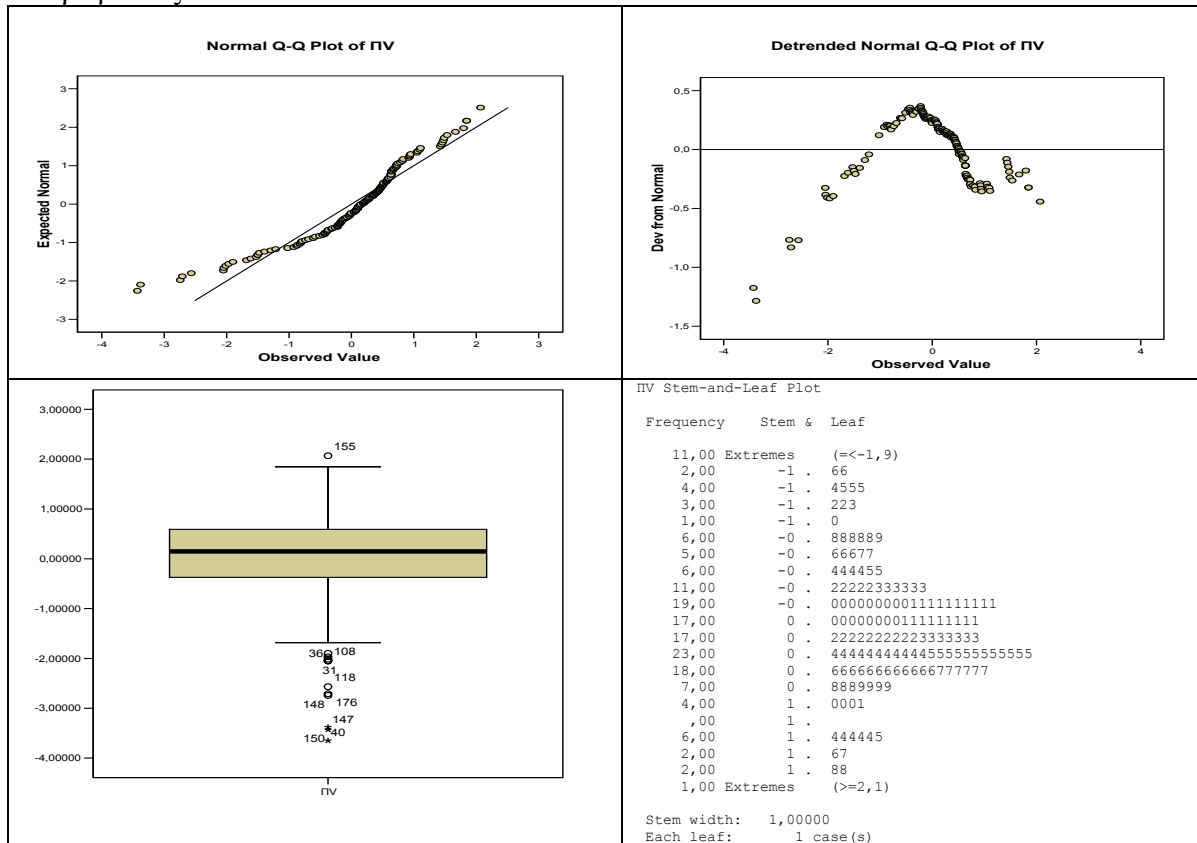 Normal Q-Q Plot of ΠV
Expected Normal
3
2
1
0
-1
-2
-3
-4 -3 -2 -1 0 1 2 3
Observed Value
Detrended Normal Q-Q Plot of ΠV
Dev from Normal
0,5
0,0
-0,5
-1,0
-1,5
-4 -2 0 2 4
Observed Value
3,00000
2,00000
1,00000
0,00000
-1,00000
-2,00000
-3,00000
-4,00000
155
36 108
31
118
148 176
147
40
150
ΠV
ΠV Stem-and-Leaf Plot
Frequency Stem & Leaf
11,00 Extremes (=<-1,9)
2,00 -1 . 66
4,00 -1 . 4555
3,00 -1 . 223
1,00 -1 . 0
6,00 -0 . 888889
5,00 -0 . 66677
6,00 -0 . 444455
11,00 -0 . 22222333333
19,00 -0 . 0000000001111111111
17,00 0 . 00000000111111111
17,00 0 . 22222222223333333
23,00 0 . 44444444444555555555555
18,00 0 . 666666666666777777
7,00 0 . 8889999
4,00 1 . 0001
,00 1 .
6,00 1 . 444445
2,00 1 . 67
2,00 1 . 88
1,00 Extremes (>=2,1)
Stem width: 1,00000
Each leaf: 1 case(s)